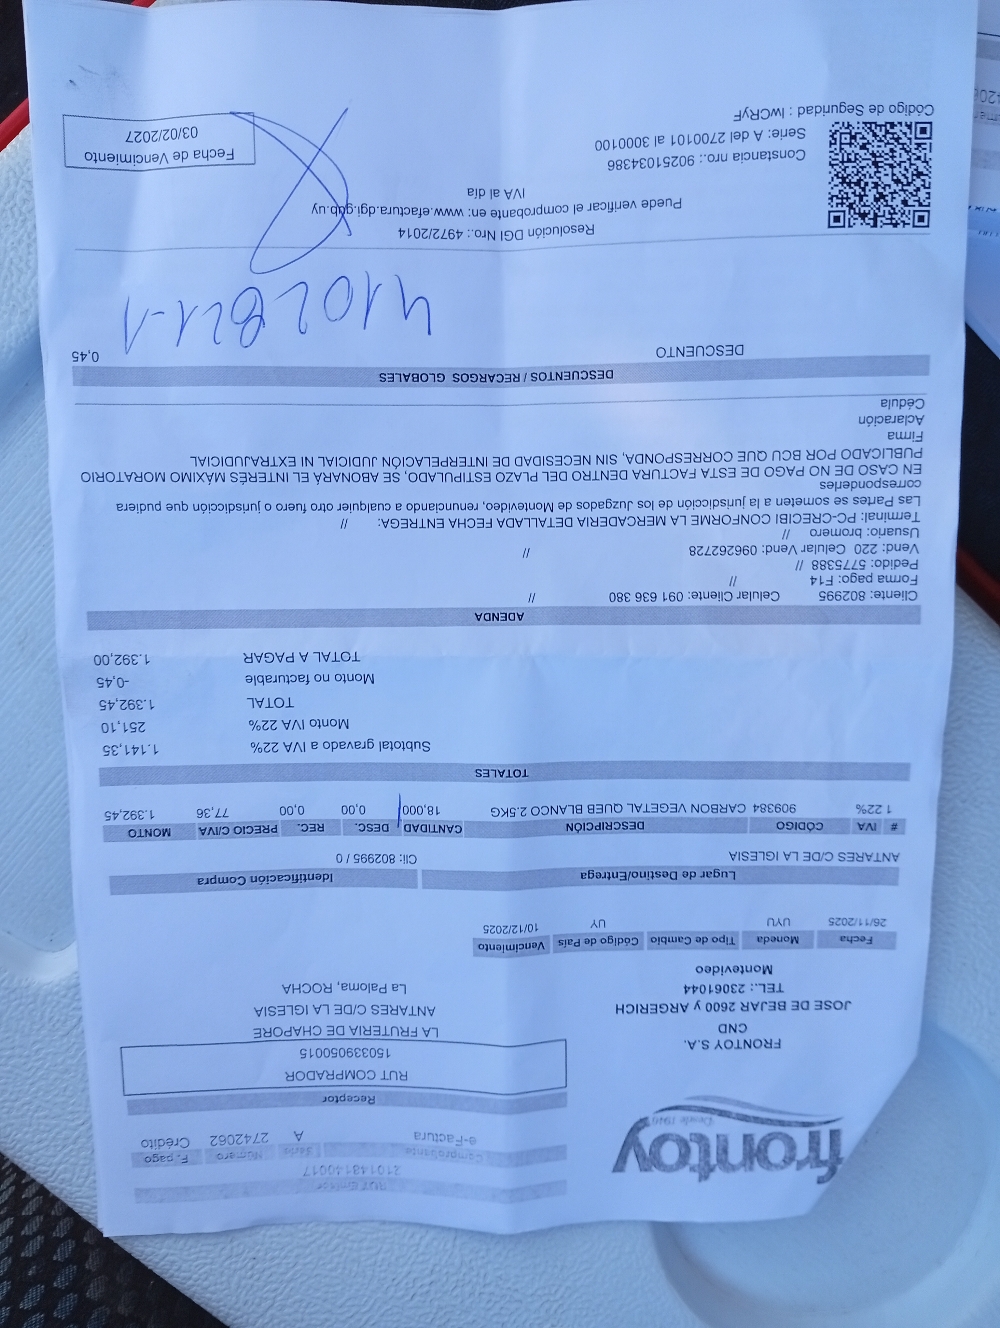 frontoy
Desde 1946
FRONTOY S.A.
CND
JOSE DE BEJAR 2600 y ARGERICH
TEL.: 23061044
Montevideo
RUT Emisor
210148140017
Comprobante Serie Número F. pago
e-Factura A 2742062 Crédito
Receptor
RUT COMPRADOR
150339050015
LA FRUTERIA DE CHAPORE
ANTARES C/DE LA IGLESIA
La Paloma, ROCHA
Fecha Moneda Tipo de Cambio Código de País Vencimiento
26/11/2025 UYU UY 10/12/2025
Lugar de Destino/Entrega Identificación Compra
ANTARES C/DE LA IGLESIA Cli: 802995 / 0
# IVA CÓDIGO DESCRIPCIÓN CANTIDAD DESC. REC. PRECIO C/IVA MONTO
1 22% 909384 CARBON VEGETAL QUEB BLANCO 2.5KG 18,000 0,00 0,00 77,36 1.392,45
TOTALES
Subtotal gravado a IVA 22% 1.141,35
Monto IVA 22% 251,10
TOTAL 1.392,45
Monto no facturable -0,45
TOTAL A PAGAR 1.392,00
ADENDA
Cliente: 802995 Celular Cliente: 091 636 380 //
Forma pago: F14 //
Pedido: 5775388 //
Vend: 220 Celular Vend: 096262728 //
Usuario: bromero //
Terminal: PC-CRECIBI CONFORME LA MERCADERIA DETALLADA FECHA ENTREGA: //
Las Partes se someten a la jurisdicción de los Juzgados de Montevideo, renunciando a cualquier otro fuero o jurisdicción que pudiera
corresponderles
EN CASO DE NO PAGO DE ESTA FACTURA DENTRO DEL PLAZO ESTIPULADO, SE ABONARÁ EL INTERÉS MÁXIMO MORATORIO
PUBLICADO POR BCU QUE CORRESPONDA, SIN NECESIDAD DE INTERPELACIÓN JUDICIAL NI EXTRAJUDICIAL
Firma
Aclaración
Cédula
DESCUENTOS / RECARGOS GLOBALES
DESCUENTO 0,45
Resolución DGI Nro.: 4972/2014
Puede verificar el comprobante en: www.efactura.dgi.gub.uy
IVA al día
Constancia nro.: 90251034386
Serie: A del 2700101 al 3000100
Código de Seguridad : IwCRyF
Fecha de Vencimiento
03/02/2027